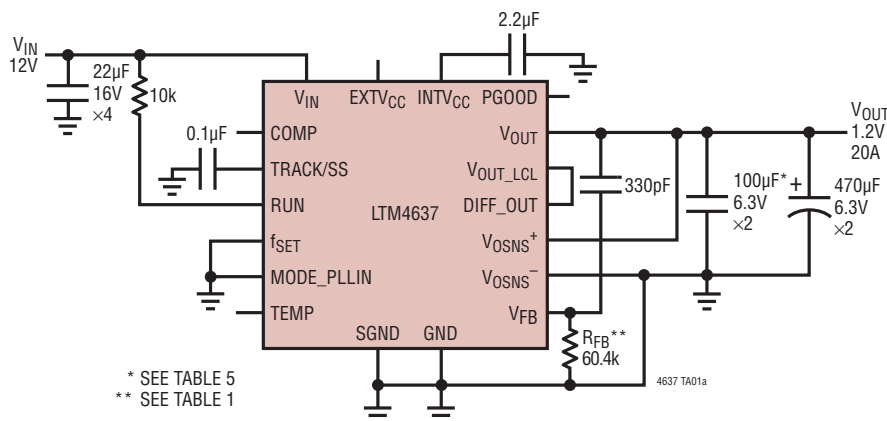 2.2µF
V_IN
12V
22µF
16V
×4
10k
V_IN
EXTV_CC
INTV_CC
PGOOD
V_OUT
1.2V
20A
0.1µF
COMP
V_OUT
TRACK/SS
V_OUT_LCL
330pF
100µF*
6.3V
×2
+
470µF
6.3V
×2
RUN
LTM4637
DIFF_OUT
f_SET
V_OSNS⁺
MODE_PLLIN
V_OSNS⁻
TEMP
V_FB
SGND
GND
R_FB**
60.4k
* SEE TABLE 5
** SEE TABLE 1
4637 TA01a